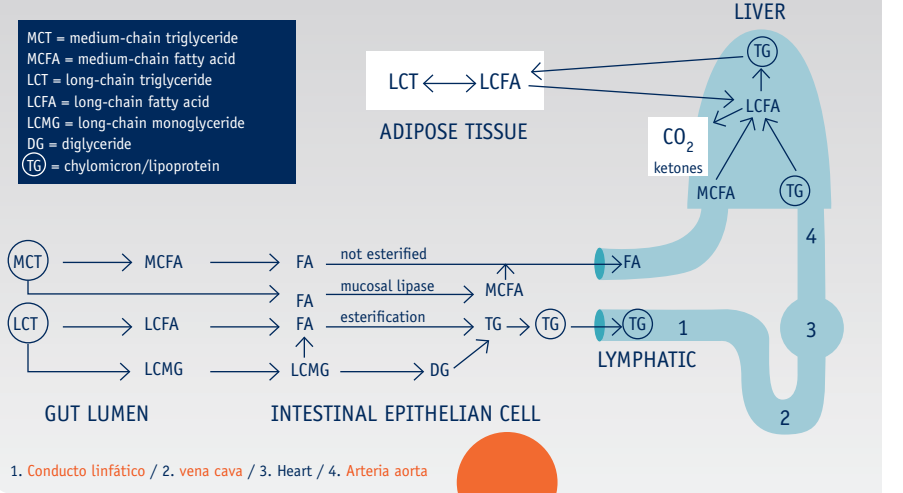 LIVER
MCT = medium-chain triglyceride
MCFA = medium-chain fatty acid
LCT = long-chain triglyceride
LCFA = long-chain fatty acid
LCMG = long-chain monoglyceride
DG = diglyceride
TG = chylomicron/lipoprotein
TG
LCT LCFA
LCFA
ADIPOSE TISSUE
CO2
ketones
MCFA TG
4
MCT MCFA FA not esterified FA
FA mucosal lipase MCFA
LCT LCFA FA esterification TG TG TG 1 3
LYMPHATIC
LCMG LCMG DG
GUT LUMEN INTESTINAL EPITHELIAN CELL 2
1. Conducto linfático / 2. vena cava / 3. Heart / 4. Arteria aorta